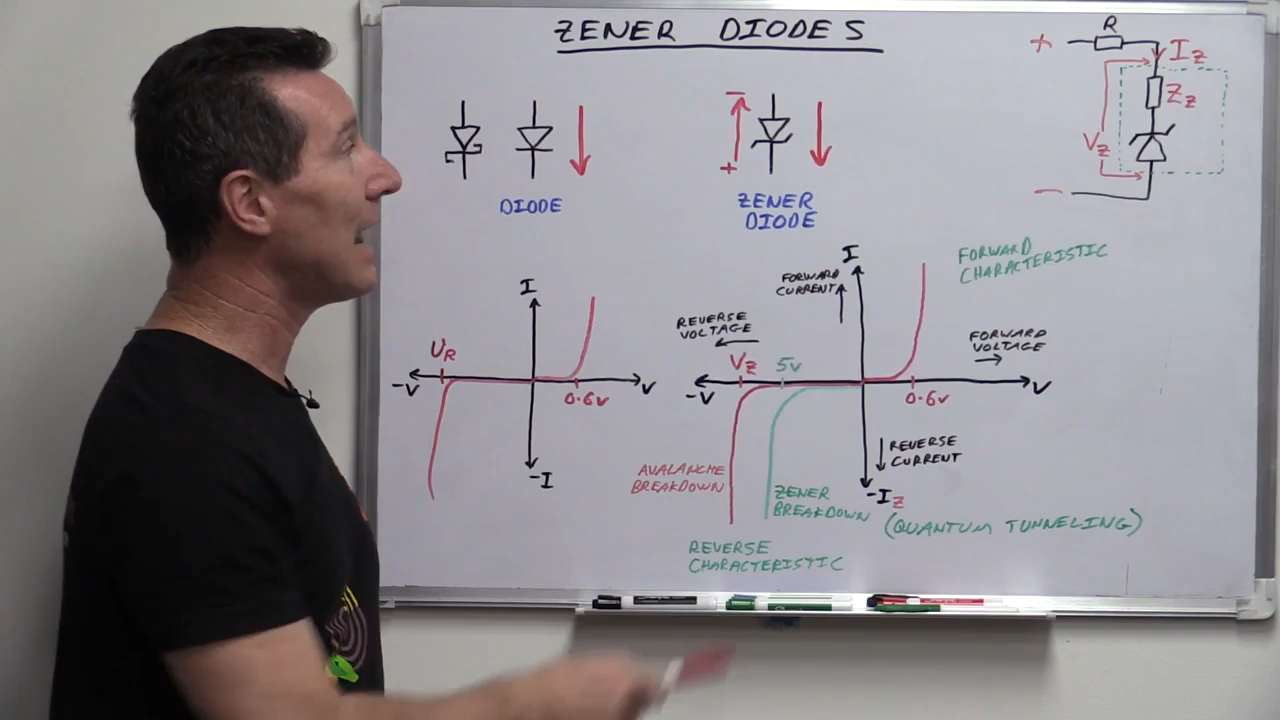 ZENER DIODES
R
+
IZ
ZZ
VZ
-
-
+
DIODE
ZENER
DIODE
I
UR
-V
V
0.6V
-I
I
FORWARD
CURRENT
REVERSE
VOLTAGE
VZ
5V
-V
V
0.6V
FORWARD
CHARACTERISTIC
FORWARD
VOLTAGE
REVERSE
CURRENT
-IZ
AVALANCHE
BREAKDOWN
ZENER
BREAKDOWN
(QUANTUM TUNNELING)
REVERSE
CHARACTERISTIC